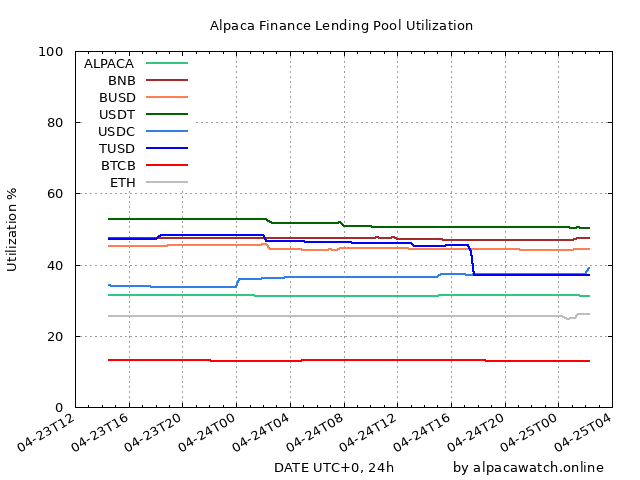 Alpaca Finance Lending Pool Utilization
100
80
60
40
20
0
Utilization %
ALPACA
BNB
BUSD
USDT
USDC
TUSD
BTCB
ETH
04-23T12
04-23T16
04-23T20
04-24T00
04-24T04
04-24T08
04-24T12
04-24T16
04-24T20
04-25T00
04-25T04
DATE UTC+0, 24h
by alpacawatch.online